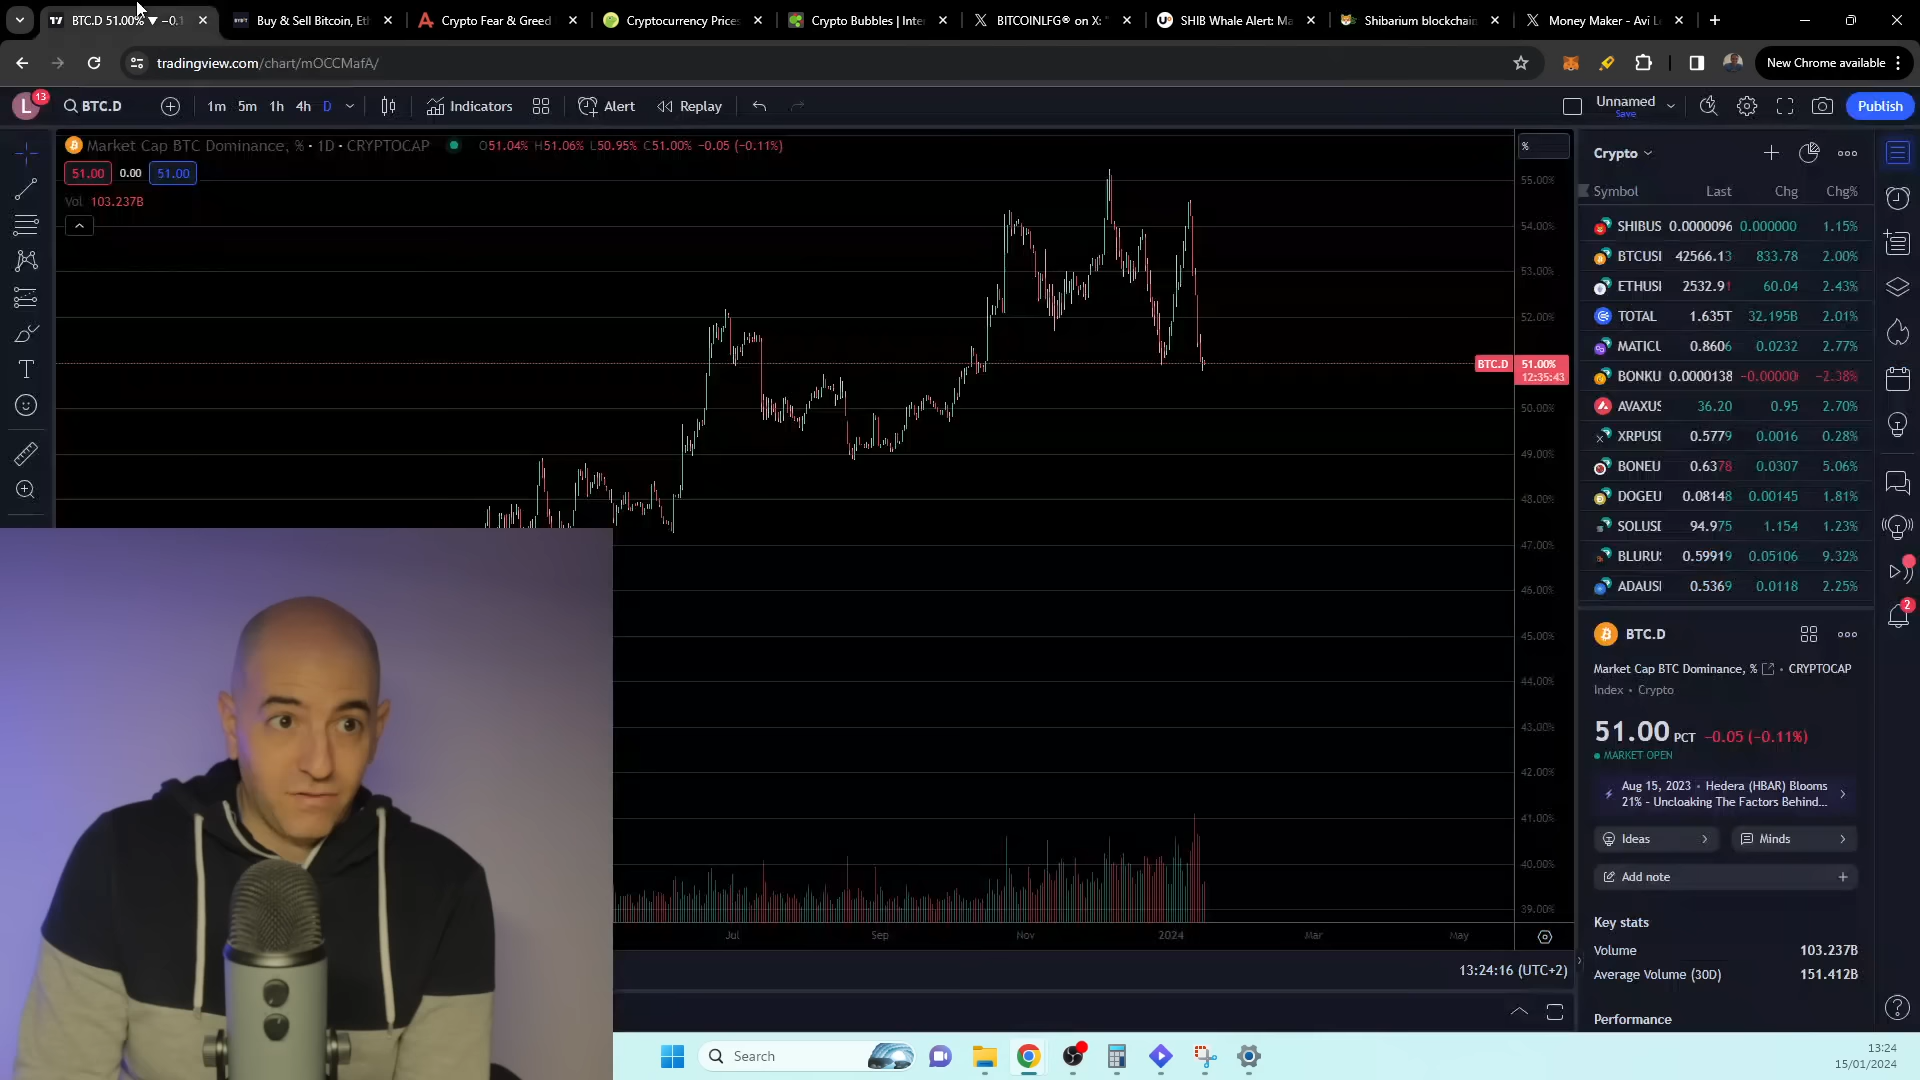 BTC.D 51.00% ▼ −0.1
Buy & Sell Bitcoin, Et
Crypto Fear & Greed
Cryptocurrency Prices
Crypto Bubbles | Inte
BITCOINLFG® on X: "
SHIB Whale Alert: Ma
Shibarium blockchain
Money Maker - Avi L
tradingview.com/chart/mOCCMafA/
New Chrome available
L
13
BTC.D
1m 5m 1h 4h D
Indicators
Alert
Replay
Unnamed
Save
Publish
Market Cap BTC Dominance, % · 1D · CRYPTOCAP
O51.04% H51.06% L50.95% C51.00% −0.05 (−0.11%)
51.00 0.00 51.00
Vol 103.237B
%
55.00%
54.00%
53.00%
52.00%
BTC.D 51.00%
12:35:43
50.00%
49.00%
48.00%
47.00%
46.00%
45.00%
44.00%
43.00%
42.00%
41.00%
40.00%
39.00%
Jul Sep Nov 2024 Mar May
13:24:16 (UTC+2)
Crypto
Symbol Last Chg Chg%
SHIBUS 0.0000096 0.000000 1.15%
BTCUSI 42566.13 833.78 2.00%
ETHUSI 2532.91 60.04 2.43%
TOTAL 1.635T 32.195B 2.01%
MATICU 0.8606 0.0232 2.77%
BONKU 0.0000138 −0.00000 −2.38%
AVAXUS 36.20 0.95 2.70%
XRPUSI 0.5779 0.0016 0.28%
BONEU 0.6378 0.0307 5.06%
DOGEU 0.08148 0.00145 1.81%
SOLUSI 94.975 1.154 1.23%
BLURUS 0.59919 0.05106 9.32%
ADAUSI 0.5369 0.0118 2.25%
BTC.D
Market Cap BTC Dominance, % • CRYPTOCAP
Index • Crypto
51.00 PCT −0.05 (−0.11%)
MARKET OPEN
Aug 15, 2023 • Hedera (HBAR) Blooms
21% - Uncloaking The Factors Behind...
Ideas
Minds
Add note
Key stats
Volume 103.237B
Average Volume (30D) 151.412B
Performance
2
Search
13:24
15/01/2024